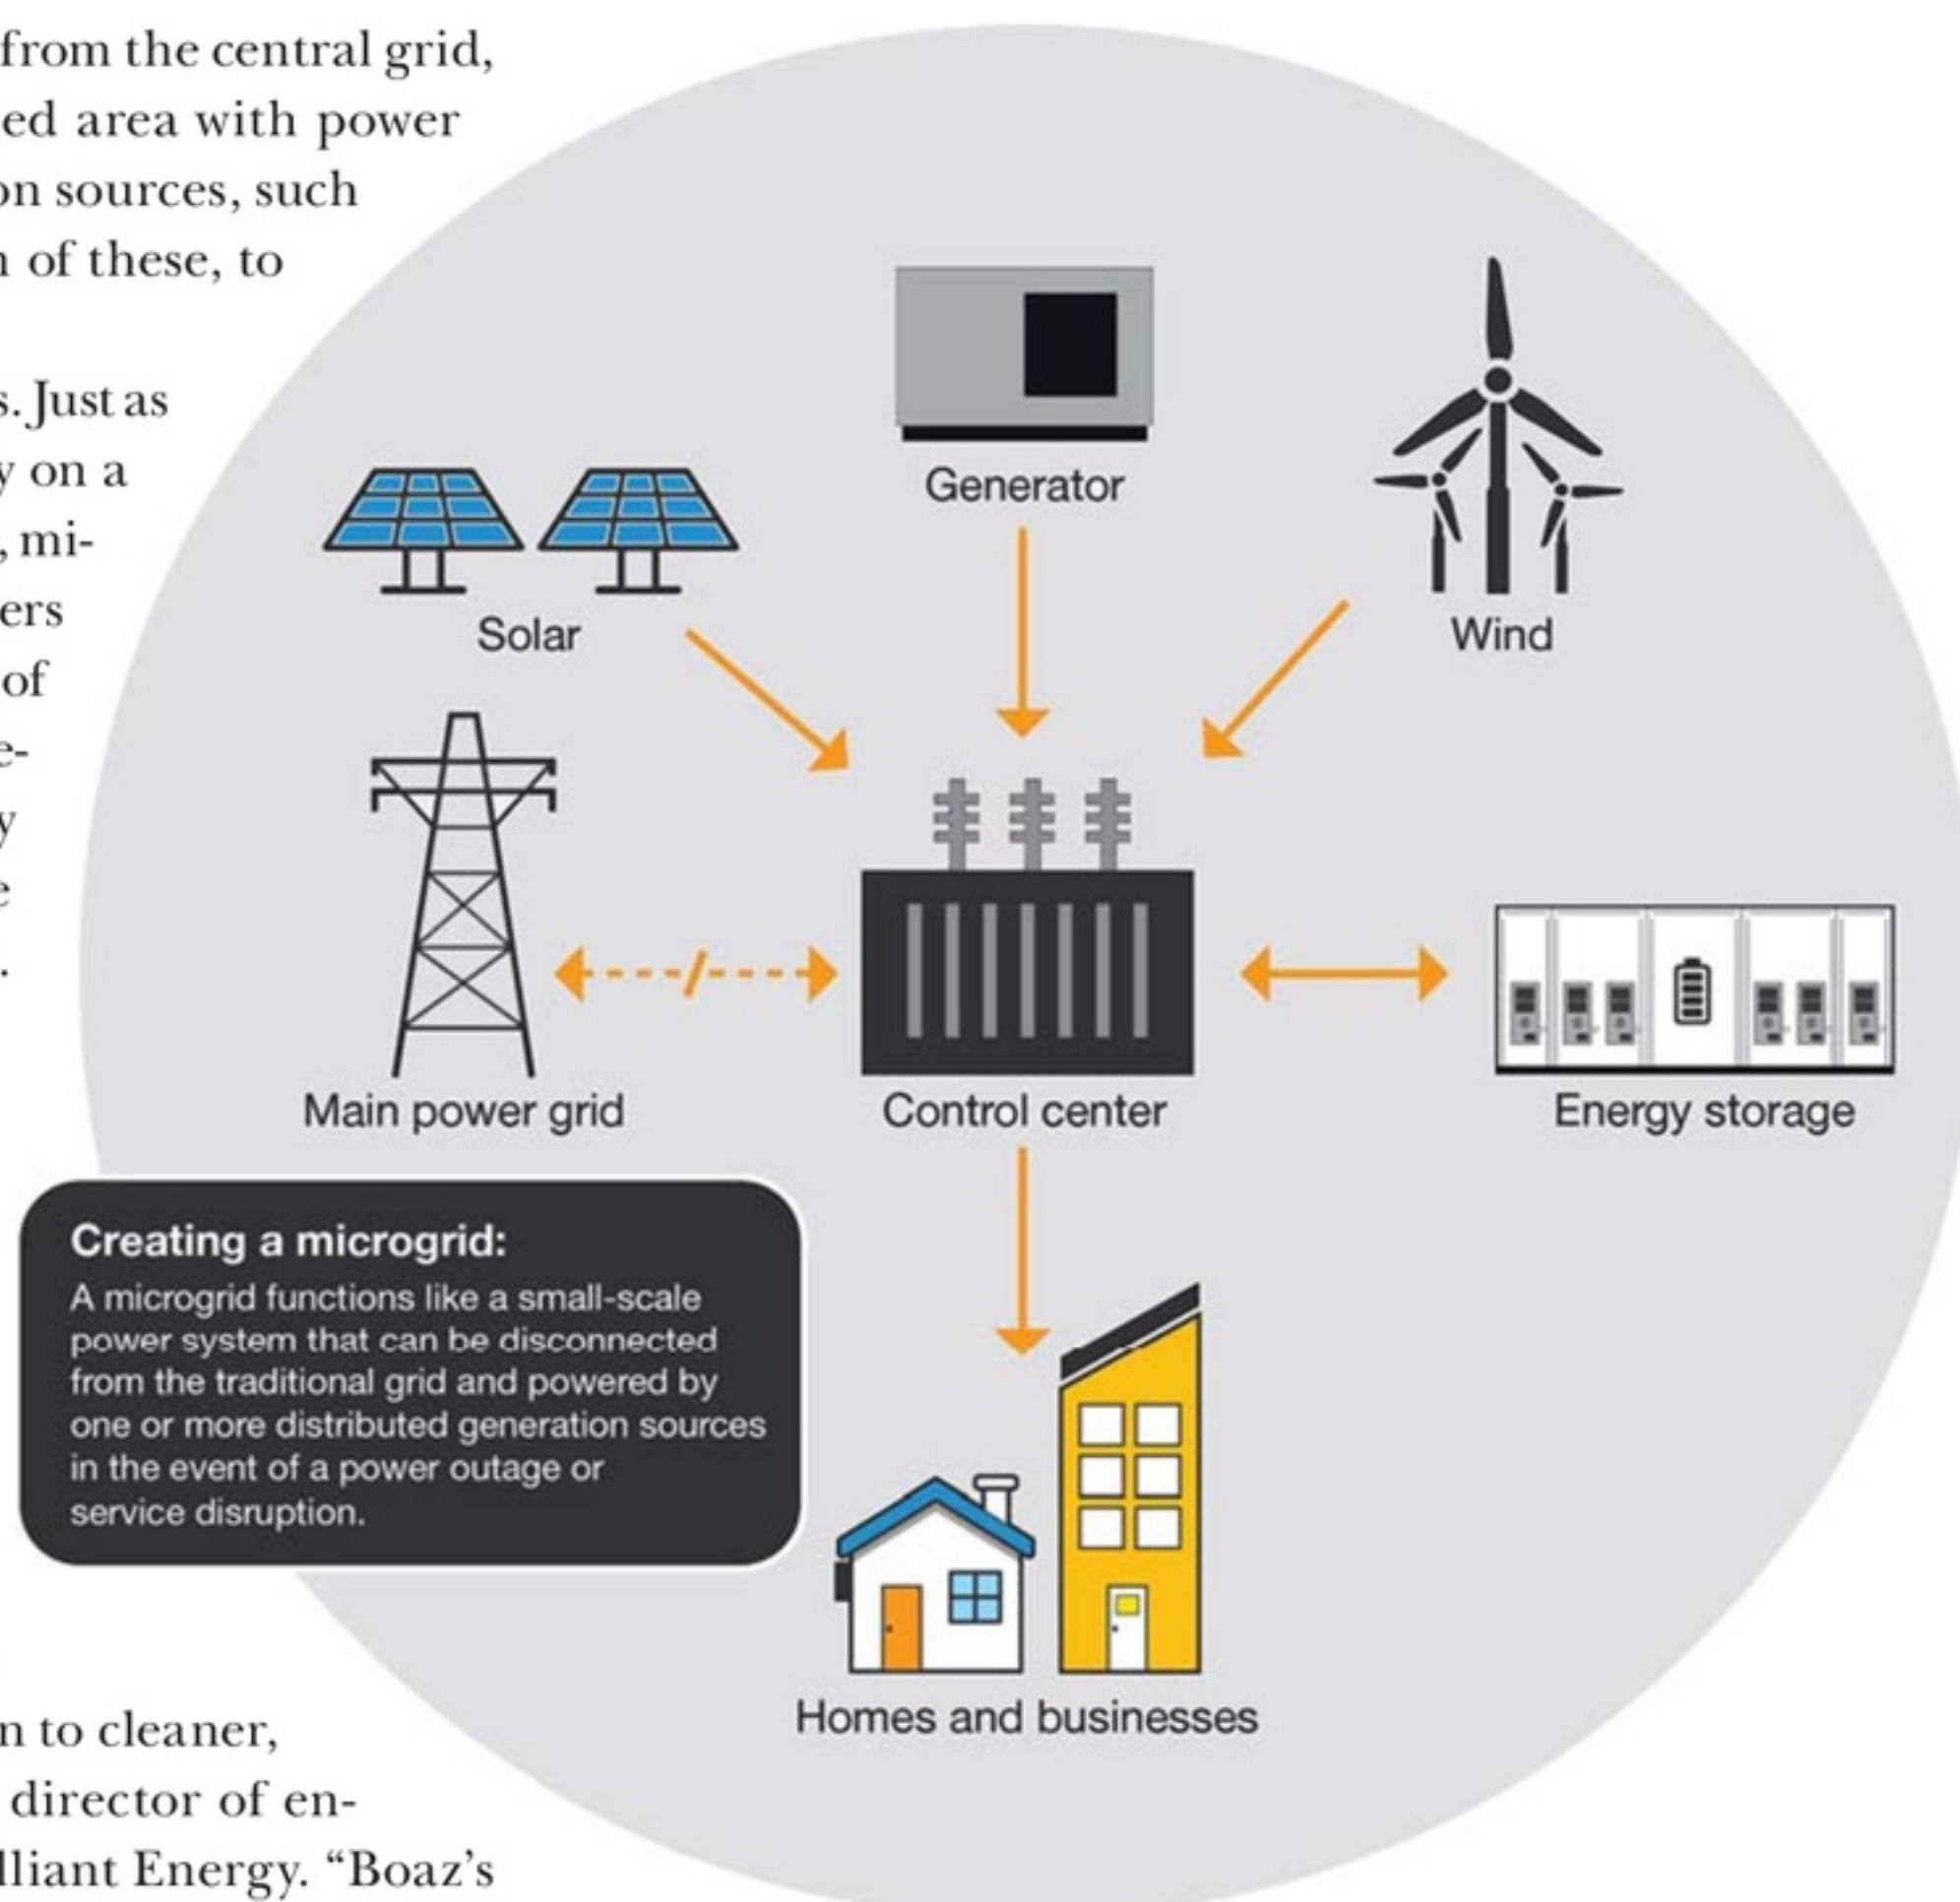 from the central grid,
ed area with power
on sources, such
of these, to
s. Just as
y on a
, mi-
ers
of
e-
y
e
.
Generator
Solar
Wind
Main power grid
Control center
Energy storage
Creating a microgrid:
A microgrid functions like a small-scale
power system that can be disconnected
from the traditional grid and powered by
one or more distributed generation sources
in the event of a power outage or
service disruption.
Homes and businesses
n to cleaner,
director of en-
lliant Energy. “Boaz’s